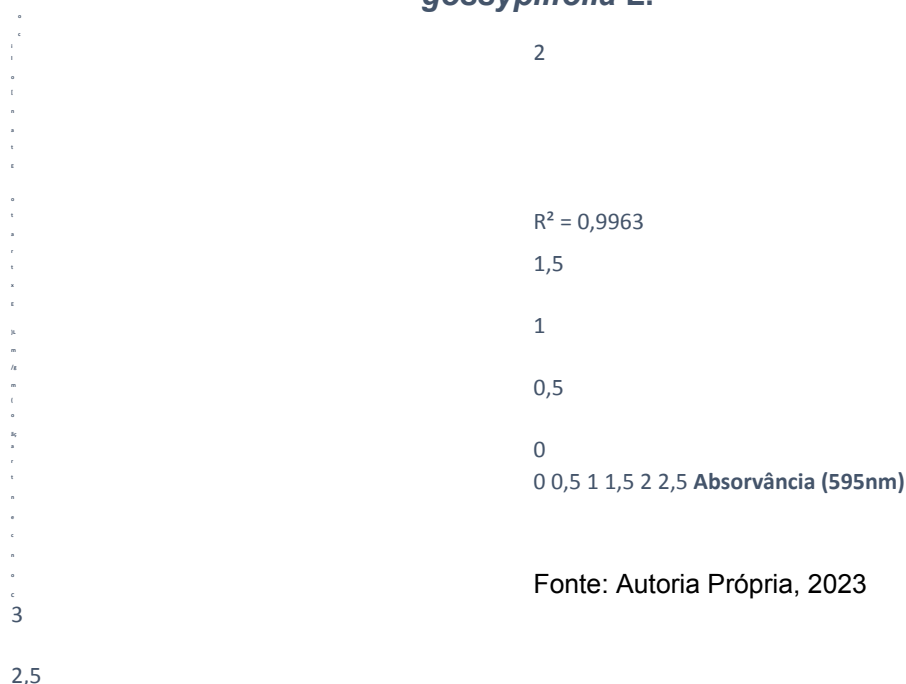 gossypiifolia L.
2
R² = 0,9963
1,5
1
0,5
0
0 0,5 1 1,5 2 2,5 Absorvância (595nm)
Fonte: Autoria Própria, 2023
3
2,5